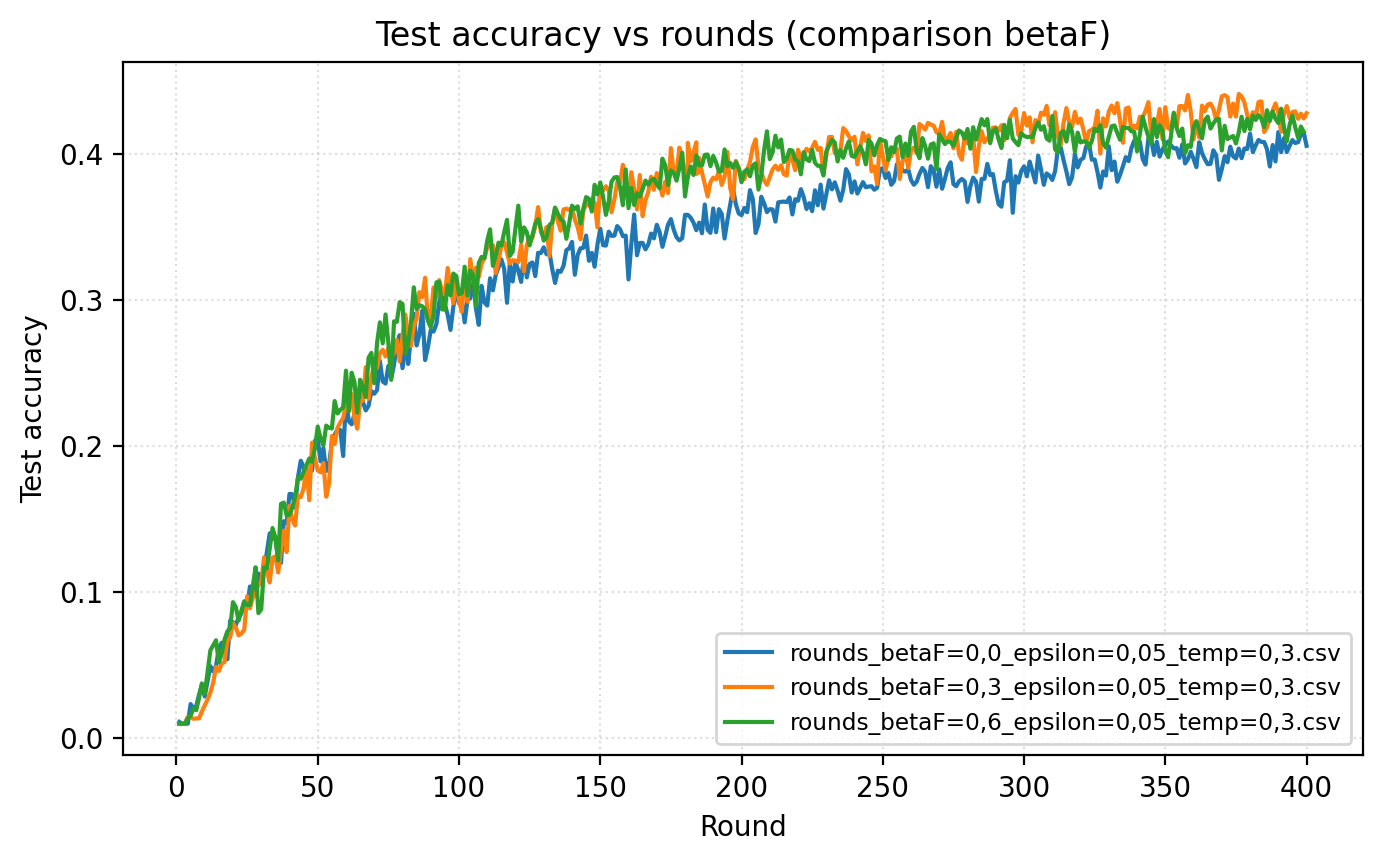 Test accuracy vs rounds (comparison betaF)
Test accuracy
0.4
0.3
0.2
0.1
0.0
rounds_betaF=0,0_epsilon=0,05_temp=0,3.csv
rounds_betaF=0,3_epsilon=0,05_temp=0,3.csv
rounds_betaF=0,6_epsilon=0,05_temp=0,3.csv
0 50 100 150 200 250 300 350 400
Round